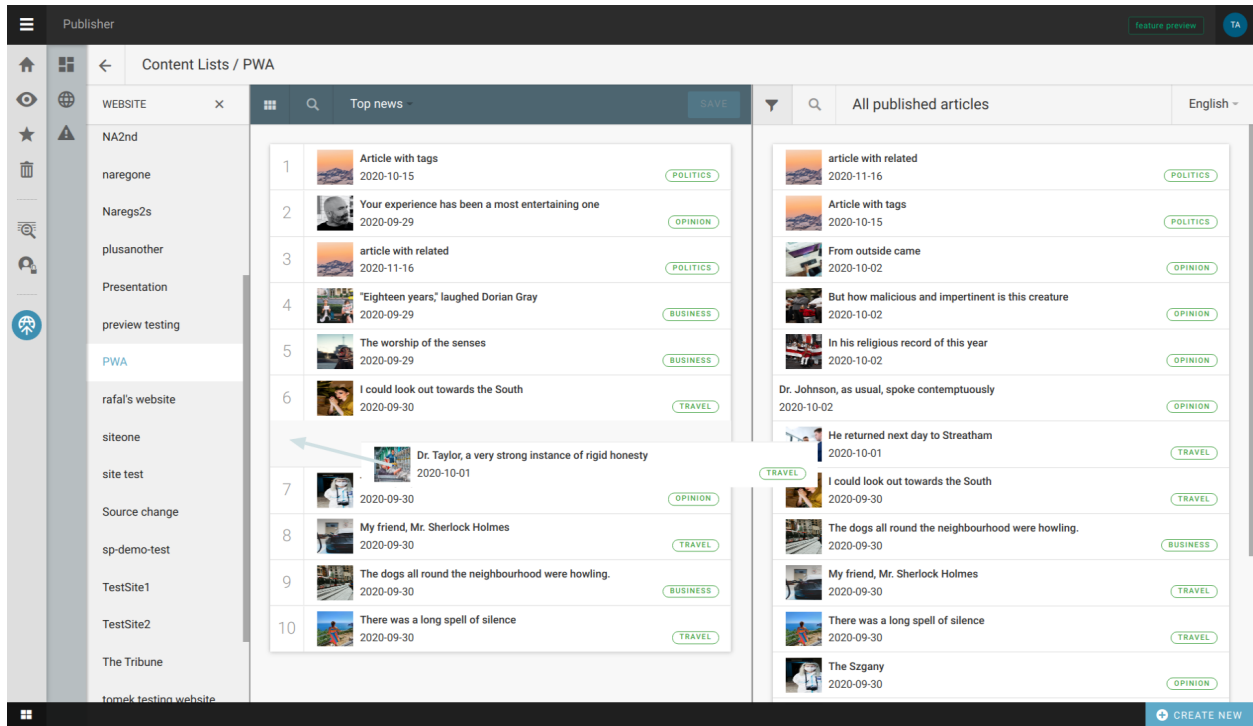 Publisher
feature preview
TA
Content Lists / PWA
WEBSITE
NA2nd
naregone
Naregs2s
plusanother
Presentation
preview testing
PWA
rafal's website
siteone
site test
Source change
sp-demo-test
TestSite1
TestSite2
The Tribune
tomek testing website
Top news
SAVE
1
Article with tags
2020-10-15
POLITICS
2
Your experience has been a most entertaining one
2020-09-29
OPINION
3
article with related
2020-11-16
POLITICS
4
"Eighteen years," laughed Dorian Gray
2020-09-29
BUSINESS
5
The worship of the senses
2020-09-29
BUSINESS
6
I could look out towards the South
2020-09-30
TRAVEL
Dr. Taylor, a very strong instance of rigid honesty
2020-10-01
TRAVEL
7
2020-09-30
OPINION
8
My friend, Mr. Sherlock Holmes
2020-09-30
TRAVEL
9
The dogs all round the neighbourhood were howling.
2020-09-30
BUSINESS
10
There was a long spell of silence
2020-09-30
TRAVEL
All published articles
English
article with related
2020-11-16
POLITICS
Article with tags
2020-10-15
POLITICS
From outside came
2020-10-02
OPINION
But how malicious and impertinent is this creature
2020-10-02
OPINION
In his religious record of this year
2020-10-02
OPINION
Dr. Johnson, as usual, spoke contemptuously
2020-10-02
OPINION
He returned next day to Streatham
2020-10-01
TRAVEL
I could look out towards the South
2020-09-30
TRAVEL
The dogs all round the neighbourhood were howling.
2020-09-30
BUSINESS
My friend, Mr. Sherlock Holmes
2020-09-30
TRAVEL
There was a long spell of silence
2020-09-30
TRAVEL
The Szgany
2020-09-30
OPINION
CREATE NEW